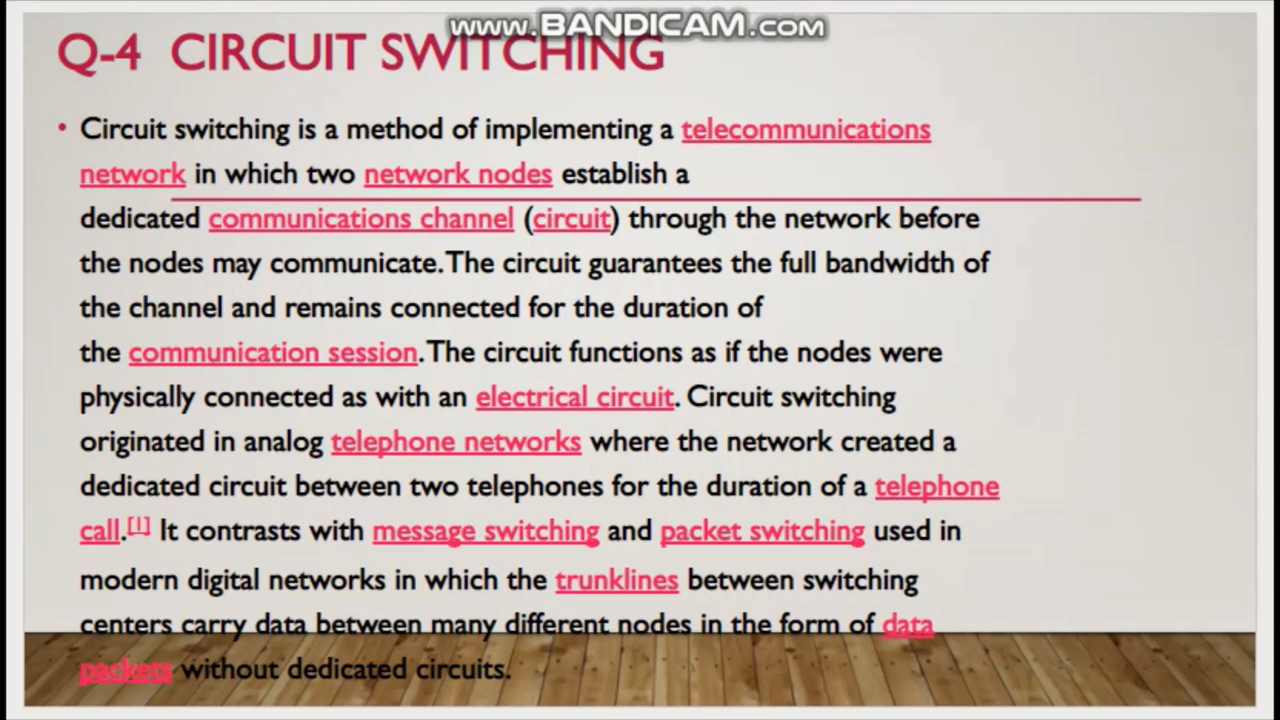 www.BANDICAM.com
Q-4 CIRCUIT SWITCHING
• Circuit switching is a method of implementing a telecommunications
network in which two network nodes establish a
dedicated communications channel (circuit) through the network before
the nodes may communicate. The circuit guarantees the full bandwidth of
the channel and remains connected for the duration of
the communication session. The circuit functions as if the nodes were
physically connected as with an electrical circuit. Circuit switching
originated in analog telephone networks where the network created a
dedicated circuit between two telephones for the duration of a telephone
call.[1] It contrasts with message switching and packet switching used in
modern digital networks in which the trunklines between switching
centers carry data between many different nodes in the form of data
packets without dedicated circuits.